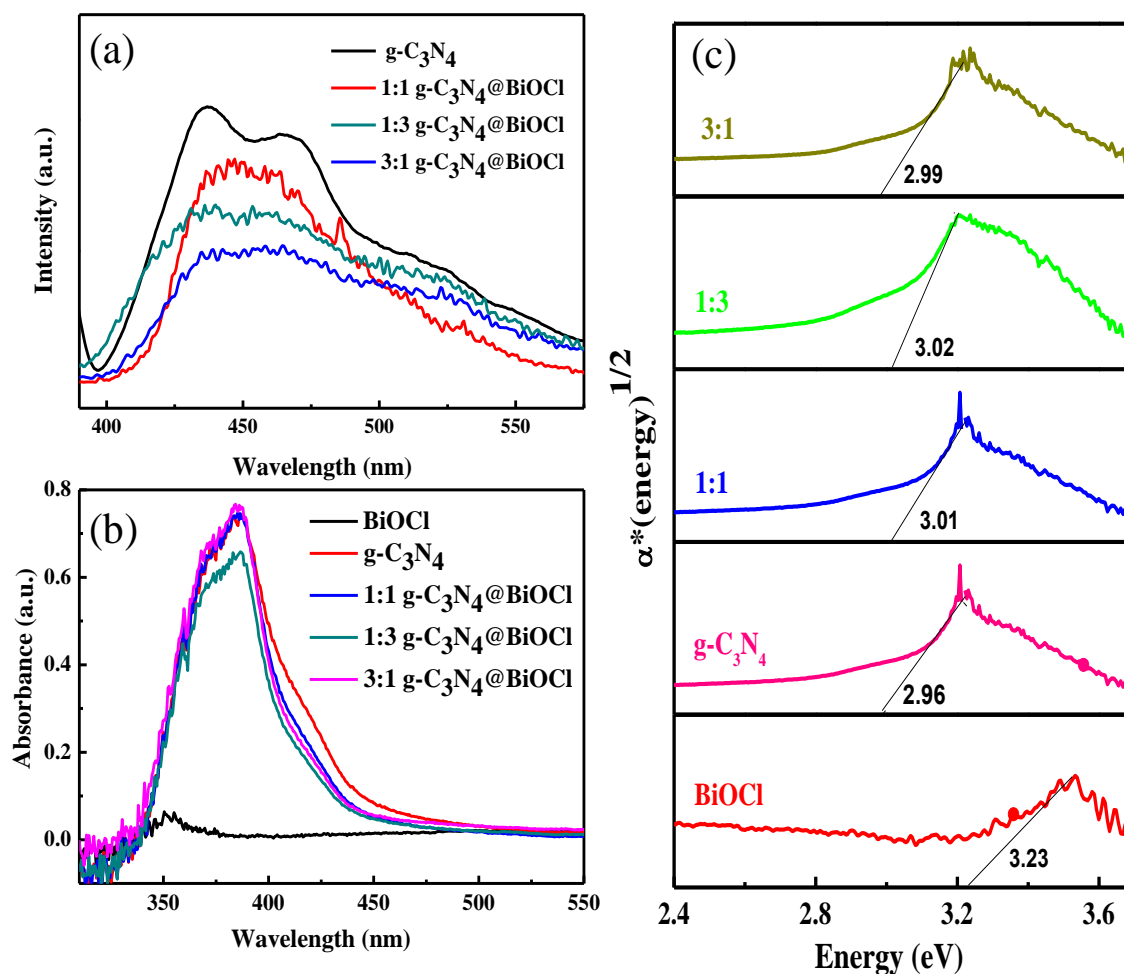 (a)
g-C₃N₄
1:1 g-C₃N₄@BiOCl
1:3 g-C₃N₄@BiOCl
3:1 g-C₃N₄@BiOCl
Intensity (a.u.)
400 450 500 550
Wavelength (nm)
(b)
BiOCl
g-C₃N₄
1:1 g-C₃N₄@BiOCl
1:3 g-C₃N₄@BiOCl
3:1 g-C₃N₄@BiOCl
Absorbance (a.u.)
0.8
0.6
0.4
0.2
0.0
350 400 450 500 550
Wavelength (nm)
(c)
α*(energy)^1/2
3:1
2.99
1:3
3.02
1:1
3.01
g-C₃N₄
2.96
BiOCl
3.23
2.4 2.8 3.2 3.6
Energy (eV)